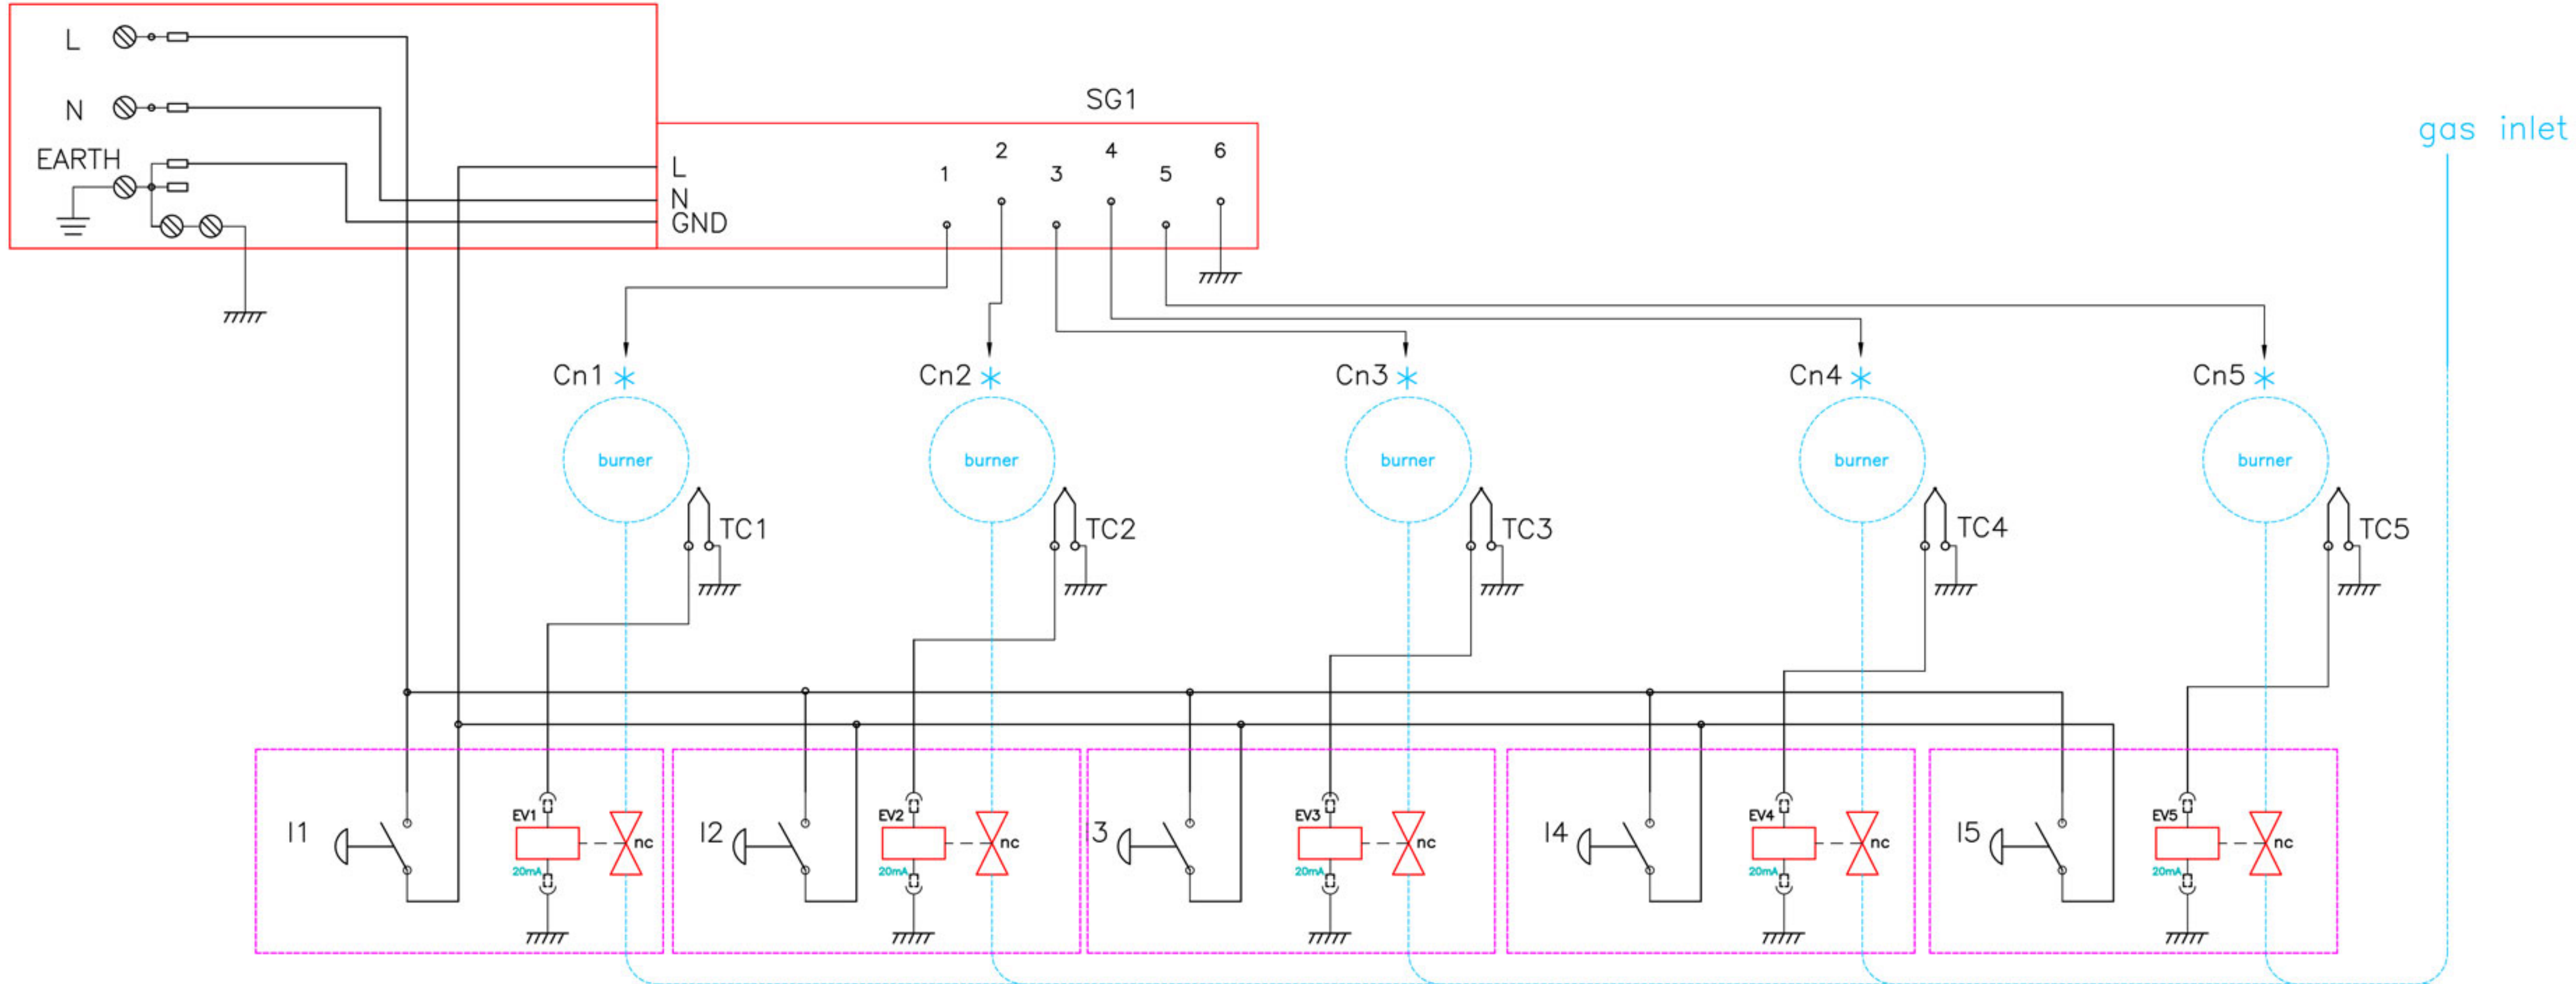 L
N
EARTH
SG1
L
N
GND
1
2
3
4
5
6
gas inlet
Cn1
Cn2
Cn3
Cn4
Cn5
burner
burner
burner
burner
burner
TC1
TC2
TC3
TC4
TC5
I1
EV1
20mA
nc
I2
EV2
20mA
nc
I3
EV3
20mA
nc
I4
EV4
20mA
nc
I5
EV5
20mA
nc